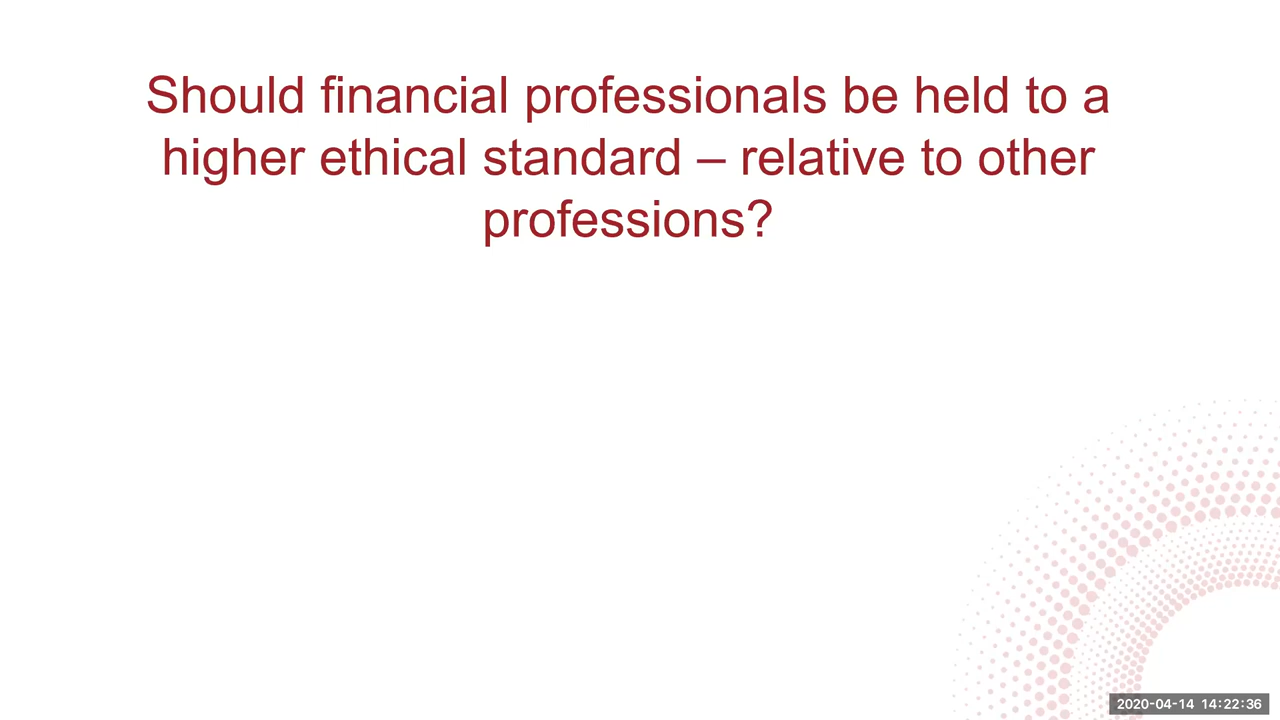 Should financial professionals be held to a
higher ethical standard – relative to other
professions?
2020-04-14 14:22:36